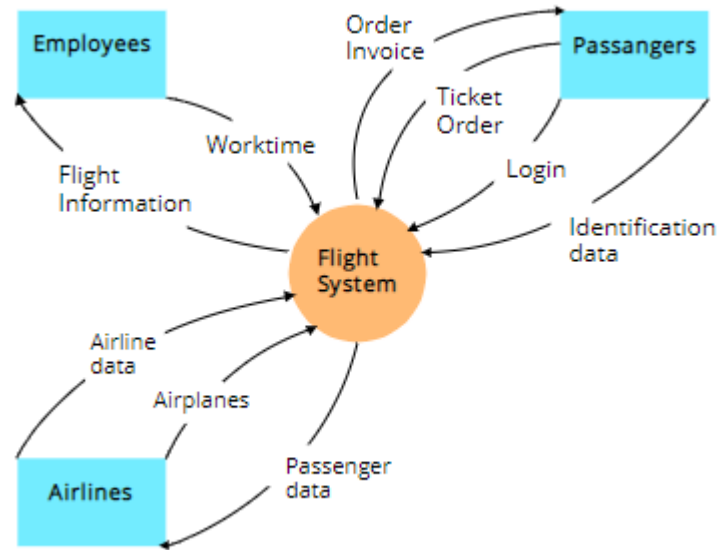 Employees
Order
Invoice
Passangers
Ticket
Order
Worktime
Login
Flight
Information
Identification
data
Flight
System
Airline
data
Airplanes
Passenger
data
Airlines